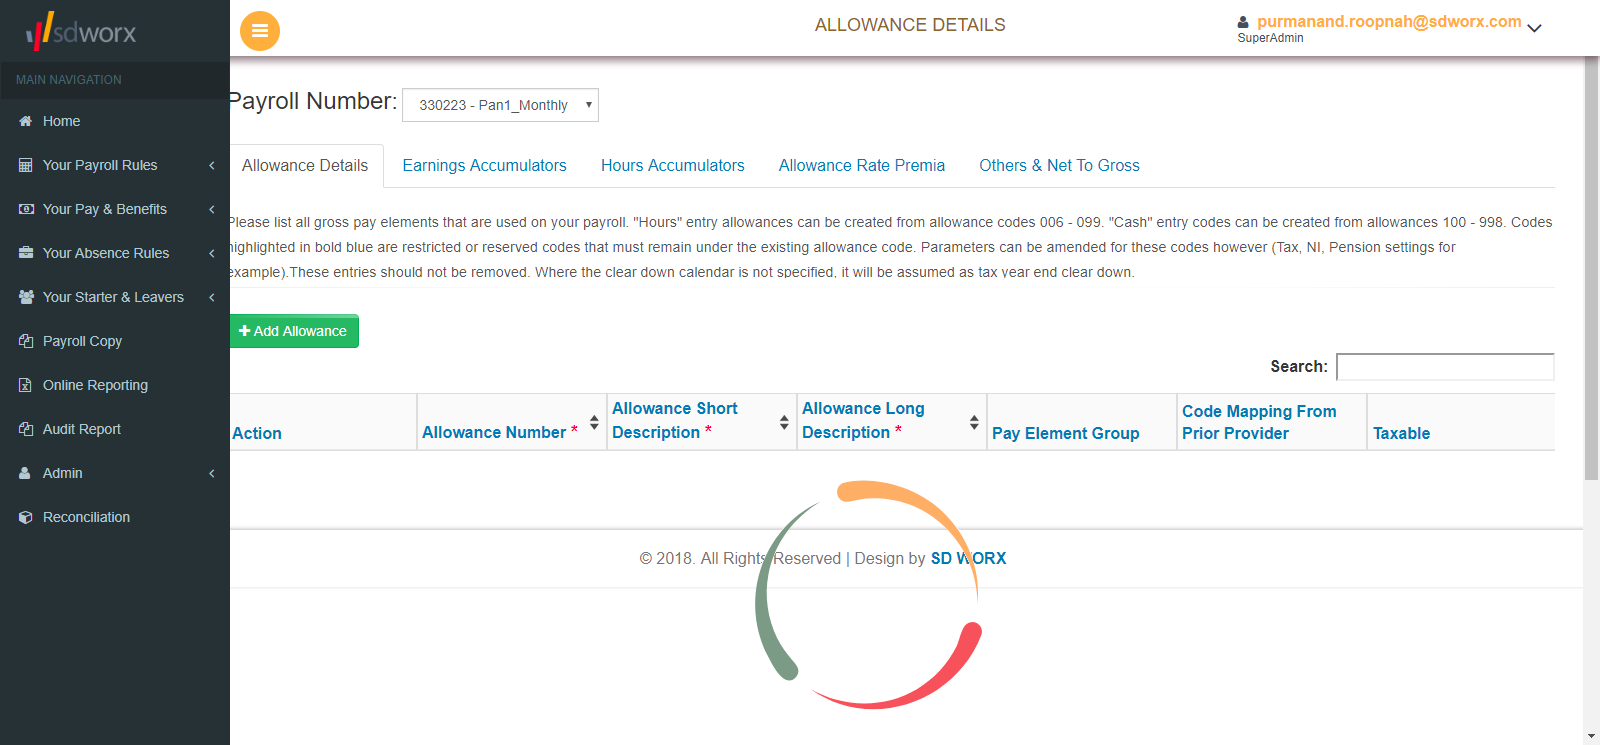 sdworx
ALLOWANCE DETAILS
purmanand.roopnah@sdworx.com
SuperAdmin
MAIN NAVIGATION
Home
Your Payroll Rules
Your Pay & Benefits
Your Absence Rules
Your Starter & Leavers
Payroll Copy
Online Reporting
Audit Report
Admin
Reconciliation
Payroll Number: 330223 - Pan1_Monthly
Allowance Details Earnings Accumulators Hours Accumulators Allowance Rate Premia Others & Net To Gross
Please list all gross pay elements that are used on your payroll. "Hours" entry allowances can be created from allowance codes 006 - 099. "Cash" entry codes can be created from allowances 100 - 998. Codes
highlighted in bold blue are restricted or reserved codes that must remain under the existing allowance code. Parameters can be amended for these codes however (Tax, NI, Pension settings for
example).These entries should not be removed. Where the clear down calendar is not specified, it will be assumed as tax year end clear down.
Add Allowance
Search:
Action
Allowance Number *
Allowance Short
Description *
Allowance Long
Description *
Pay Element Group
Code Mapping From
Prior Provider
Taxable
© 2018. All Rights Reserved | Design by SD WORX